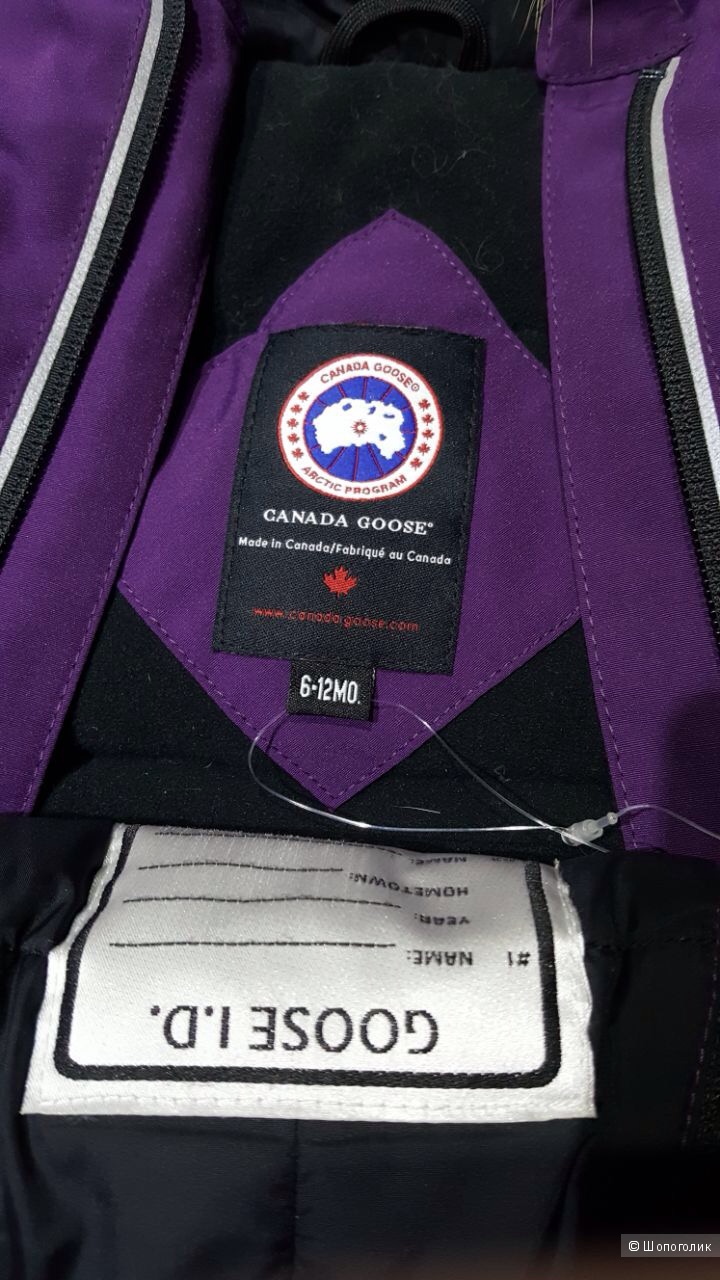 CANADA GOOSE®
ARCTIC PROGRAM
CANADA GOOSE®
Made in Canada/Fabriqué au Canada
www.canada goose.com
6-12MO.
GOOSE I.D.
#1 NAME:
YEAR:
HOMETOWN:
NAME:
© Шопоголик